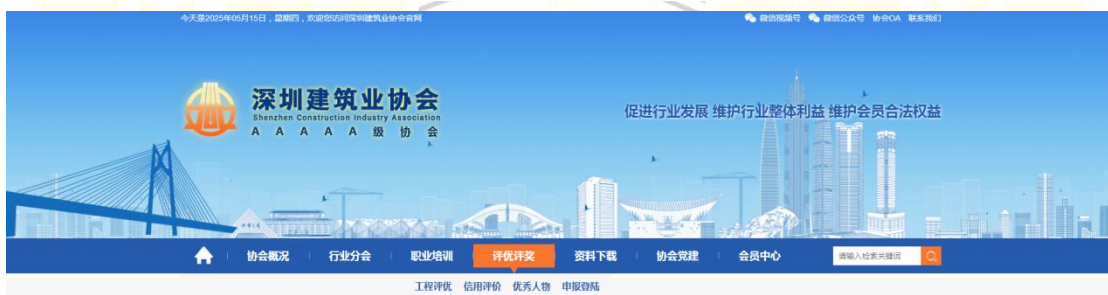 今天是2025年05月15日，星期四，欢迎您访问深圳建筑业协会官网
微信视频号 微信公众号 协会OA 联系我们
深圳建筑业协会
Shenzhen Construction Industry Association
AAAAA级协会
促进行业发展 维护行业整体利益 维护会员合法权益
协会概况 行业分会 职业培训 评优评奖 资料下载 协会党建 会员中心 请输入检索关键词
工程评优 信用评价 优秀人物 申报登陆